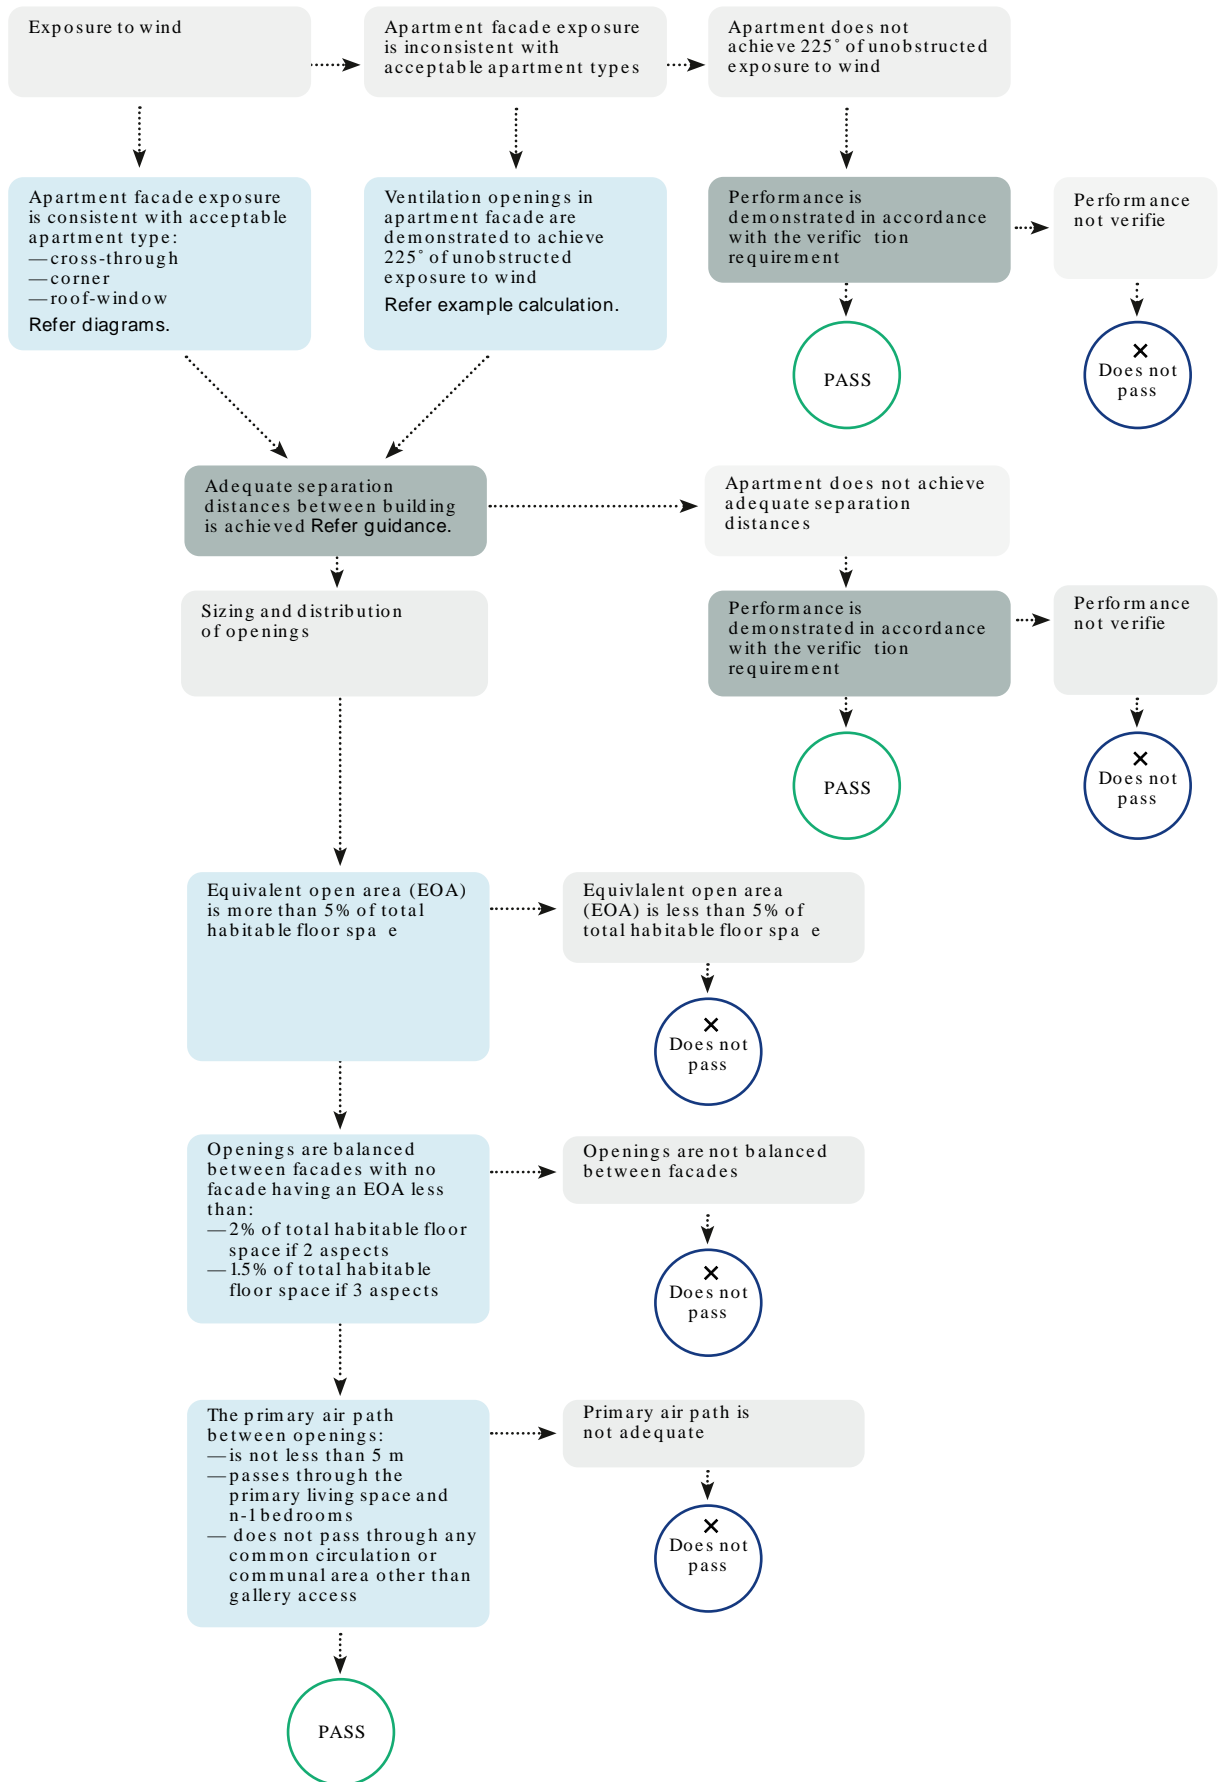 Exposure to wind
Apartment facade exposure
is inconsistent with
acceptable apartment types
Apartment does not
achieve 225° of unobstructed
exposure to wind
Apartment facade exposure
is consistent with acceptable
apartment type:
—cross-through
—corner
—roof-window
Refer diagrams.
Ventilation openings in
apartment facade are
demonstrated to achieve
225° of unobstructed
exposure to wind
Refer example calculation.
Performance is
demonstrated in accordance
with the verific tion
requirement
Performance
not verifie
PASS
×
Does not
pass
Adequate separation
distances between building
is achieved Refer guidance.
Apartment does not achieve
adequate separation
distances
Sizing and distribution
of openings
Performance is
demonstrated in accordance
with the verific tion
requirement
Performance
not verifie
PASS
×
Does not
pass
Equivalent open area (EOA)
is more than 5% of total
habitable floor spa e
Equivlalent open area
(EOA) is less than 5% of
total habitable floor spa e
×
Does not
pass
Openings are balanced
between facades with no
facade having an EOA less
than:
—2% of total habitable floor
space if 2 aspects
—1.5% of total habitable
floor space if 3 aspects
Openings are not balanced
between facades
×
Does not
pass
The primary air path
between openings:
—is not less than 5 m
—passes through the
primary living space and
n-1 bedrooms
— does not pass through any
common circulation or
communal area other than
gallery access
Primary air path is
not adequate
×
Does not
pass
PASS